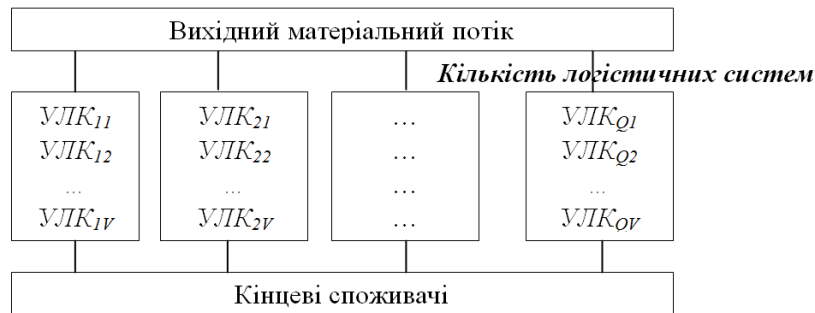 Вихідний матеріальний потік
Кількість логістичних систем
УЛК11 УЛК21 … УЛКQ1
УЛК12 УЛК22 … УЛКQ2
... ... … ...
УЛК1V УЛК2V … УЛКQV
Кінцеві споживачі